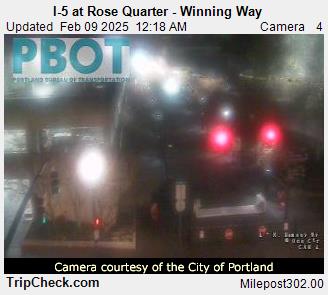 I-5 at Rose Quarter - Winning Way
Updated Feb 09 2025 12:18 AM Camera 4
PBOT
PORTLAND BUREAU OF TRANSPORTATION
Camera courtesy of the City of Portland
TripCheck.com Milepost302.00